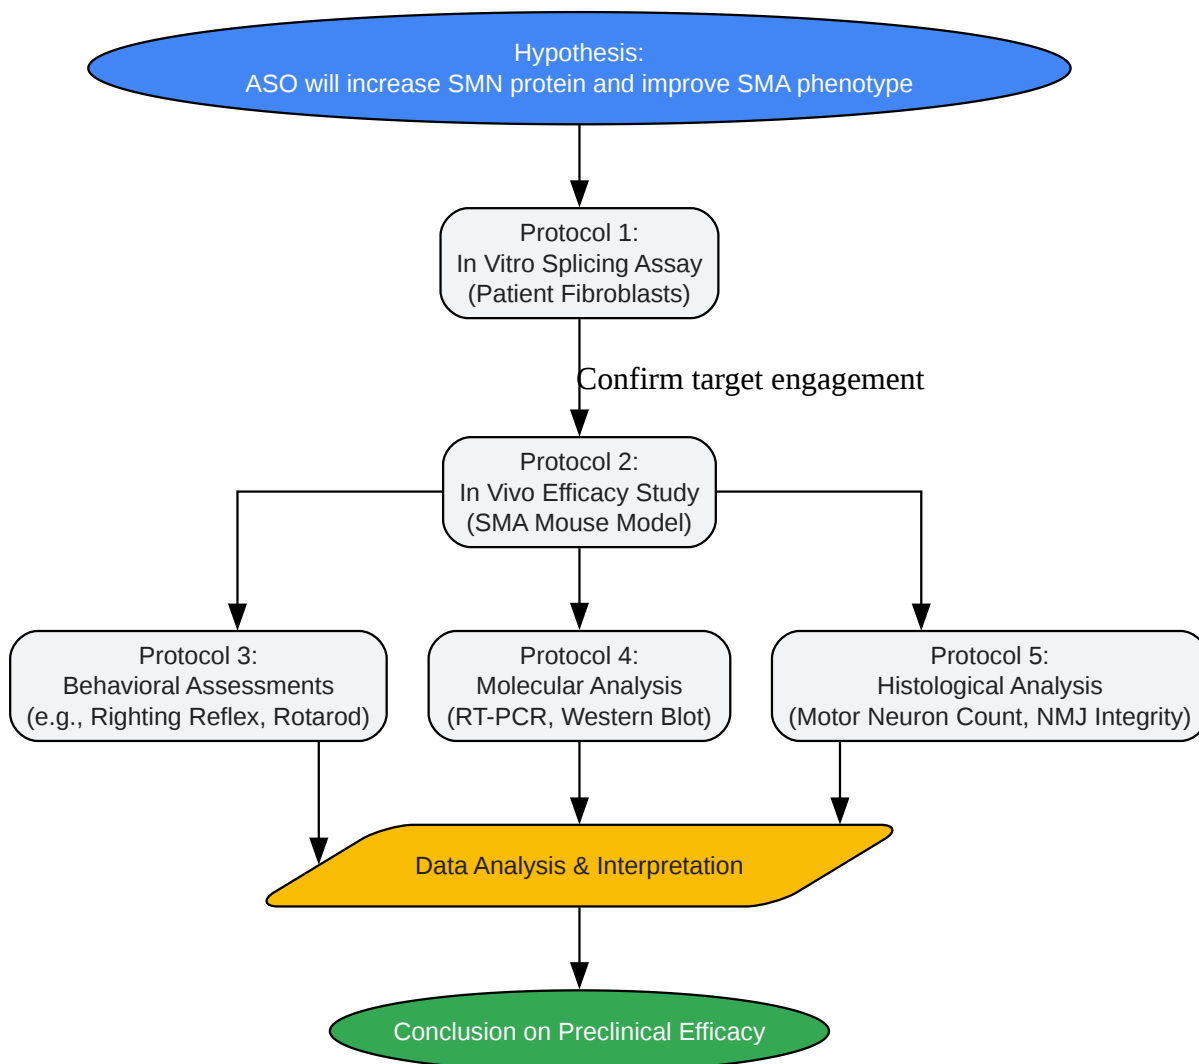 Hypothesis:
ASO will increase SMN protein and improve SMA phenotype
Protocol 1:
In Vitro Splicing Assay
(Patient Fibroblasts)
Confirm target engagement
Protocol 2:
In Vivo Efficacy Study
(SMA Mouse Model)
Protocol 3:
Behavioral Assessments
(e.g., Righting Reflex, Rotarod)
Protocol 4:
Molecular Analysis
(RT-PCR, Western Blot)
Protocol 5:
Histological Analysis
(Motor Neuron Count, NMJ Integrity)
Data Analysis & Interpretation
Conclusion on Preclinical Efficacy